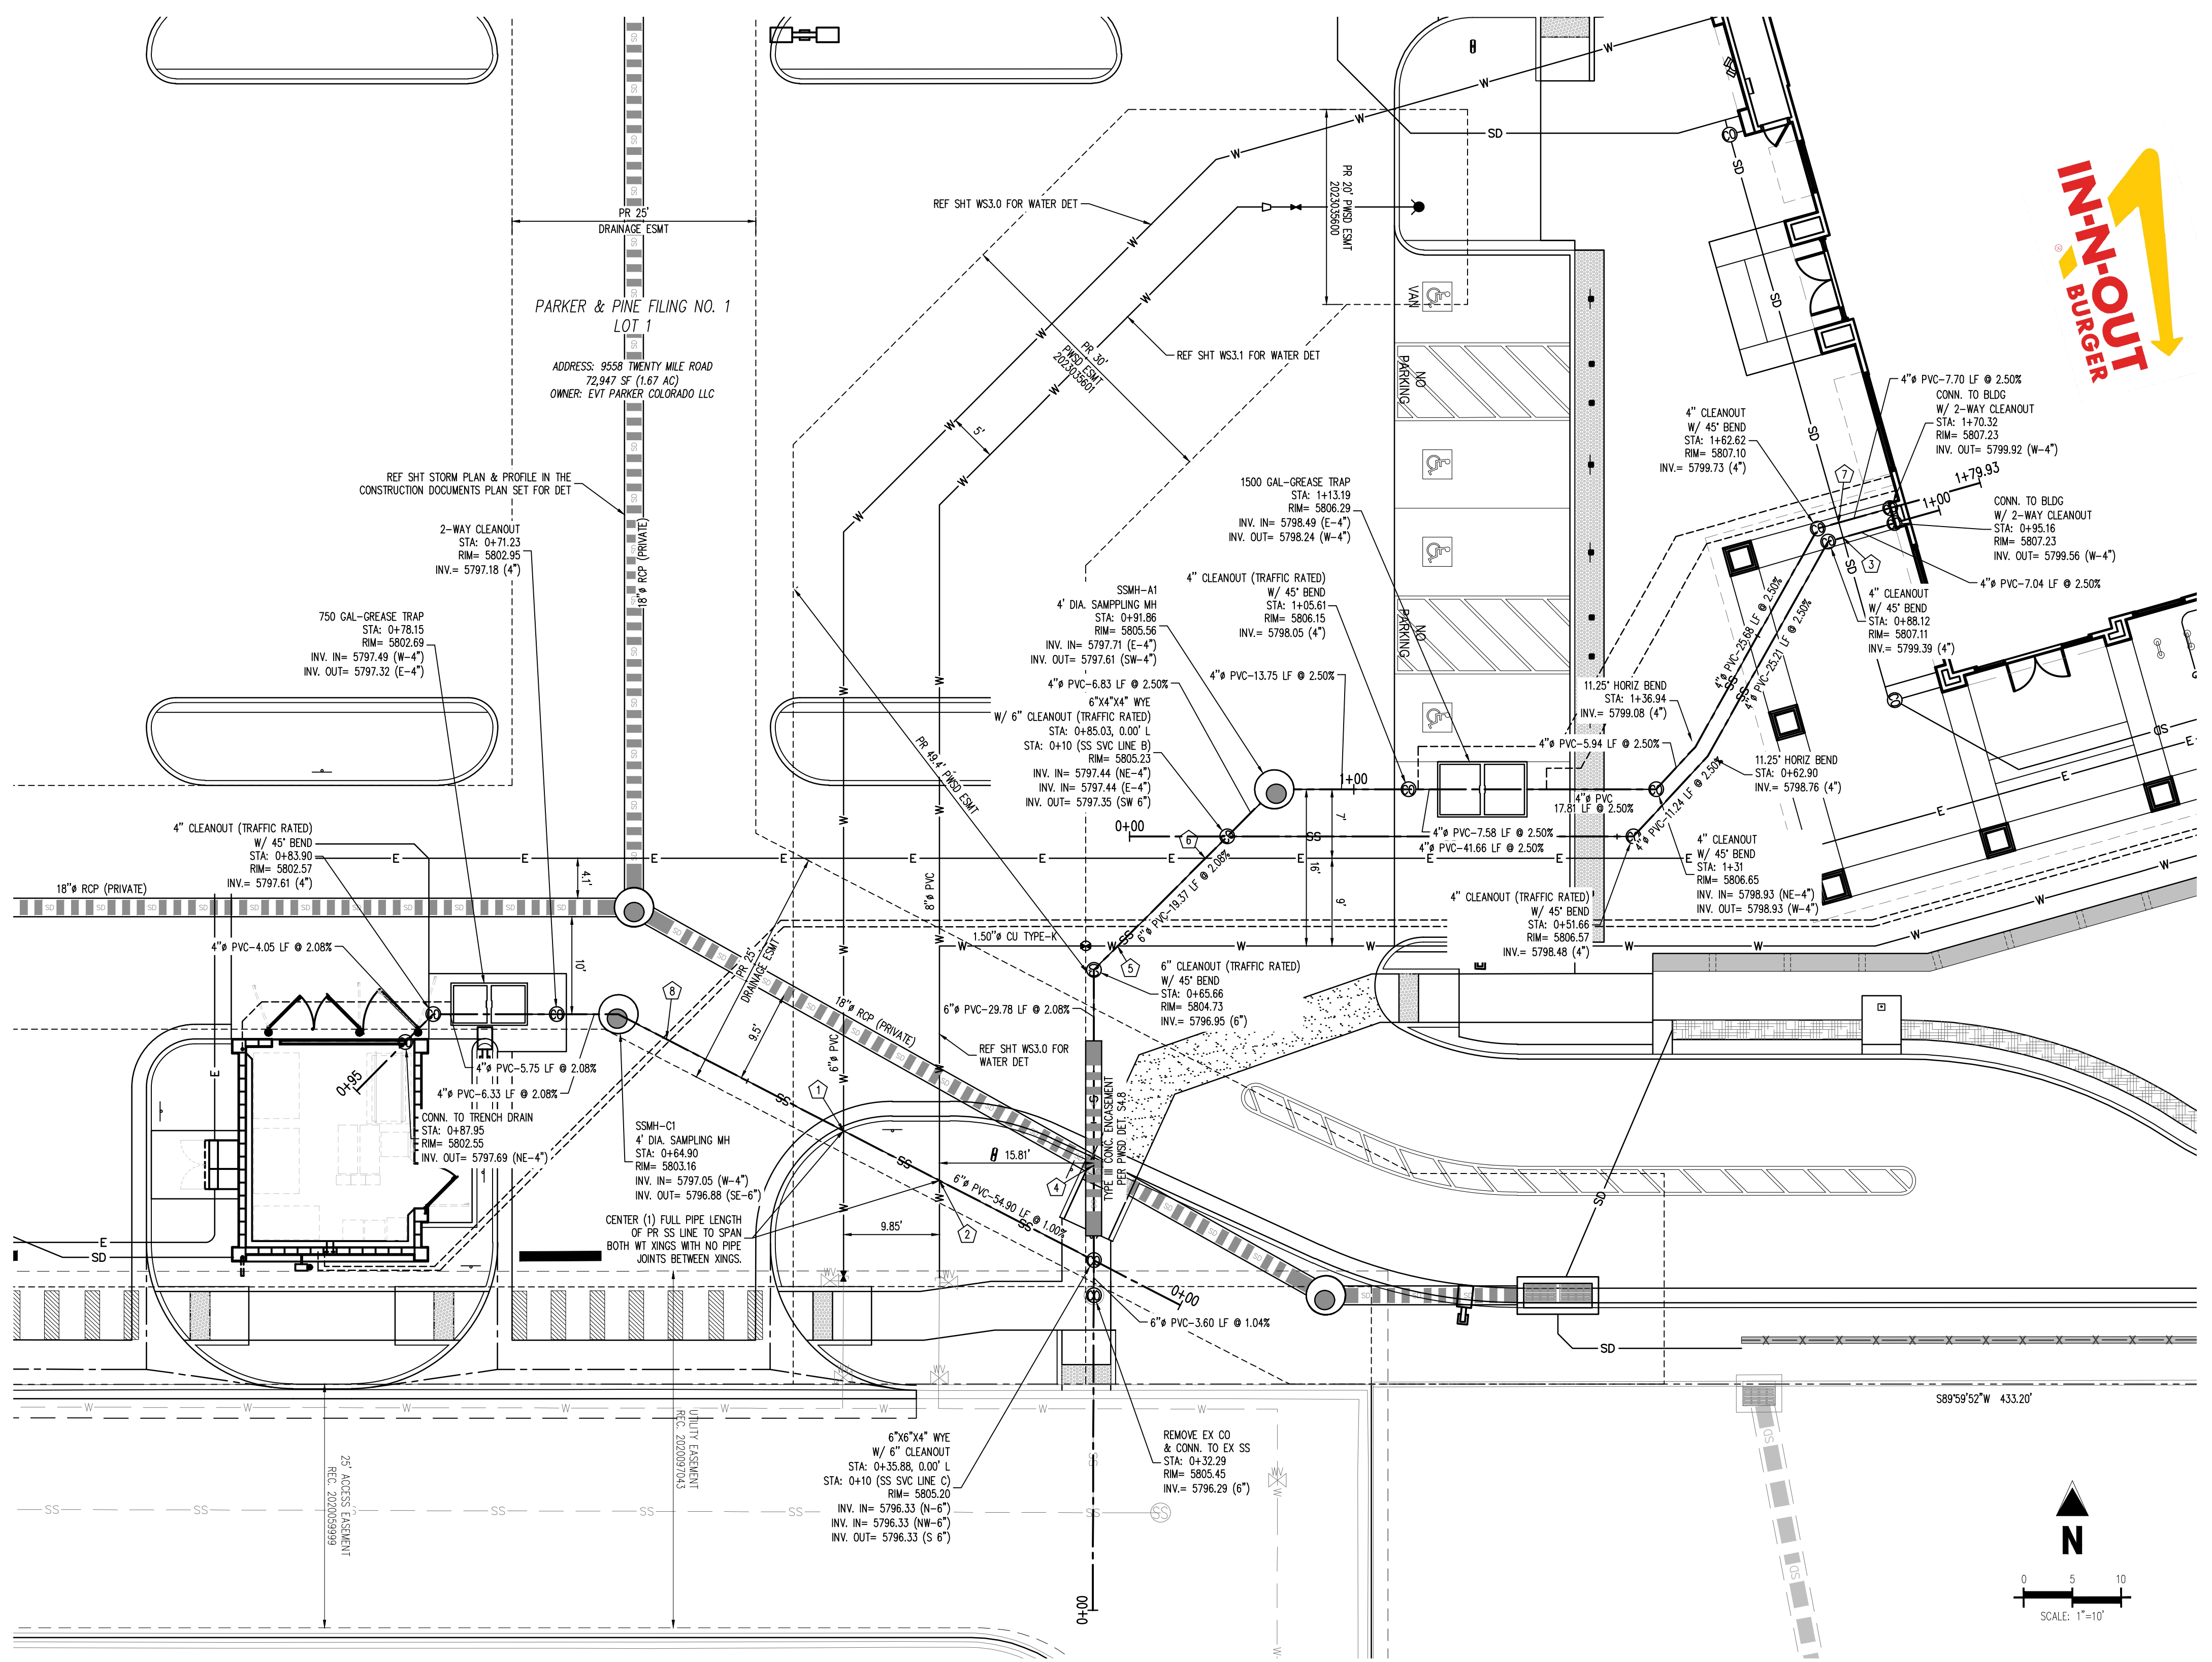 PR 25'
DRAINAGE ESMT
PARKER & PINE FILING NO. 1
LOT 1
ADDRESS: 9558 TWENTY MILE ROAD
72,947 SF (1.67 AC)
OWNER: EVT PARKER COLORADO LLC
REF SHT STORM PLAN & PROFILE IN THE
CONSTRUCTION DOCUMENTS PLAN SET FOR DET
18"ø RCP (PRIVATE)
2-WAY CLEANOUT
STA: 0+71.23
RIM= 5802.95
INV.= 5797.18 (4")
750 GAL-GREASE TRAP
STA: 0+78.15
RIM= 5802.69
INV. IN= 5797.49 (W-4")
INV. OUT= 5797.32 (E-4")
4" CLEANOUT (TRAFFIC RATED)
W/ 45° BEND
STA: 0+83.90
RIM= 5802.57
INV.= 5797.61 (4")
18"ø RCP (PRIVATE)
4"ø PVC-4.05 LF @ 2.08%
4.1'
10'
8
4"ø PVC-5.75 LF @ 2.08%
4"ø PVC-6.33 LF @ 2.08%
0+95
CONN. TO TRENCH DRAIN
STA: 0+87.95
RIM= 5802.55
INV. OUT= 5797.69 (NE-4")
SSMH-C1
4' DIA. SAMPLING MH
STA: 0+64.90
RIM= 5803.16
INV. IN= 5797.05 (W-4")
INV. OUT= 5796.88 (SE-6")
CENTER (1) FULL PIPE LENGTH
OF PR SS LINE TO SPAN
BOTH WT XINGS WITH NO PIPE
JOINTS BETWEEN XINGS.
REF SHT WS3.0 FOR WATER DET
REF SHT WS3.1 FOR WATER DET
PR 20' PWSD ESMT
2023035600
PR 30'
PWSD ESMT
2023035601
5'
PR 49.4' PWSD ESMT
VAN
NO
PARKING
NO
PARKING
IN-N-OUT
BURGER
®
1500 GAL-GREASE TRAP
STA: 1+13.19
RIM= 5806.29
INV. IN= 5798.49 (E-4")
INV. OUT= 5798.24 (W-4")
4" CLEANOUT (TRAFFIC RATED)
W/ 45° BEND
STA: 1+05.61
RIM= 5806.15
INV.= 5798.05 (4")
SSMH-A1
4' DIA. SAMPPLING MH
STA: 0+91.86
RIM= 5805.56
INV. IN= 5797.71 (E-4")
INV. OUT= 5797.61 (SW-4")
4"ø PVC-6.83 LF @ 2.50%
4"ø PVC-13.75 LF @ 2.50%
6"X4"X4" WYE
W/ 6" CLEANOUT (TRAFFIC RATED)
STA: 0+85.03, 0.00' L
STA: 0+10 (SS SVC LINE B)
RIM= 5805.23
INV. IN= 5797.44 (NE-4")
INV. IN= 5797.44 (E-4")
INV. OUT= 5797.35 (SW 6")
0+00
1+00
6
7'
16'
9'
4"ø PVC-7.58 LF @ 2.50%
4"ø PVC-41.66 LF @ 2.50%
4"ø PVC
17.81 LF @ 2.50%
4"ø PVC-5.94 LF @ 2.50%
4"ø PVC-11.24 LF @ 2.50%
11.25° HORIZ BEND
STA: 1+36.94
INV.= 5799.08 (4")
11.25° HORIZ BEND
STA: 0+62.90
INV.= 5798.76 (4")
4"ø PVC-25.68 LF @ 2.50%
4"ø PVC-25.21 LF @ 2.50%
4" CLEANOUT
W/ 45° BEND
STA: 1+62.62
RIM= 5807.10
INV.= 5799.73 (4")
4"ø PVC-7.70 LF @ 2.50%
CONN. TO BLDG
W/ 2-WAY CLEANOUT
STA: 1+70.32
RIM= 5807.23
INV. OUT= 5799.92 (W-4")
7
1+79.93
1+00
CONN. TO BLDG
W/ 2-WAY CLEANOUT
STA: 0+95.16
RIM= 5807.23
INV. OUT= 5799.56 (W-4")
3
4"ø PVC-7.04 LF @ 2.50%
4" CLEANOUT
W/ 45° BEND
STA: 0+88.12
RIM= 5807.11
INV.= 5799.39 (4")
4" CLEANOUT
W/ 45° BEND
STA: 1+31
RIM= 5806.65
INV. IN= 5798.93 (NE-4")
INV. OUT= 5798.93 (W-4")
4" CLEANOUT (TRAFFIC RATED)
W/ 45° BEND
STA: 0+51.66
RIM= 5806.57
INV.= 5798.48 (4")
6"ø PVC-19.37 LF @ 2.08%
8"ø PVC
1.50"ø CU TYPE-K
5
6" CLEANOUT (TRAFFIC RATED)
W/ 45° BEND
STA: 0+65.66
RIM= 5804.73
INV.= 5796.95 (6")
PR 25'
DRAINAGE ESMT
9.5'
18"ø RCP (PRIVATE)
6"ø PVC
6"ø PVC-29.78 LF @ 2.08%
REF SHT WS3.0 FOR
WATER DET
TYPE III CONC. ENCASEMENT
PER PWSD DET. S4.8
1
15.81'
4
6"ø PVC-54.90 LF @ 1.00%
9.85'
2
0+00
6"ø PVC-3.60 LF @ 1.04%
6"X6"X4" WYE
W/ 6" CLEANOUT
STA: 0+35.88, 0.00' L
STA: 0+10 (SS SVC LINE C)
RIM= 5805.20
INV. IN= 5796.33 (N-6")
INV. IN= 5796.33 (NW-6")
INV. OUT= 5796.33 (S 6")
REMOVE EX CO
& CONN. TO EX SS
STA: 0+32.29
RIM= 5805.45
INV.= 5796.29 (6")
0+00
25' ACCESS EASEMENT
REC. 2020059999
UTILITY EASEMENT
REC. 2020097043
S89°59'52"W 433.20'
N
0 5 10
SCALE: 1"=10'